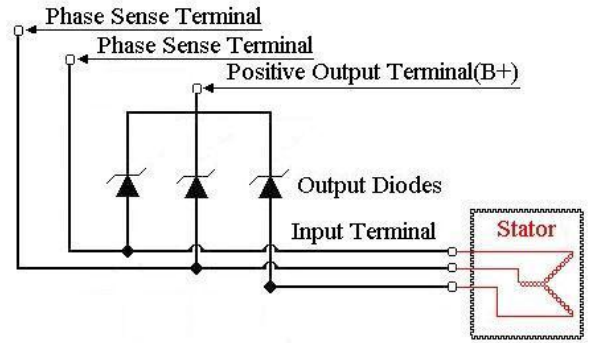 Phase Sense Terminal
Phase Sense Terminal
Positive Output Terminal(B+)
Output Diodes
Input Terminal
Stator